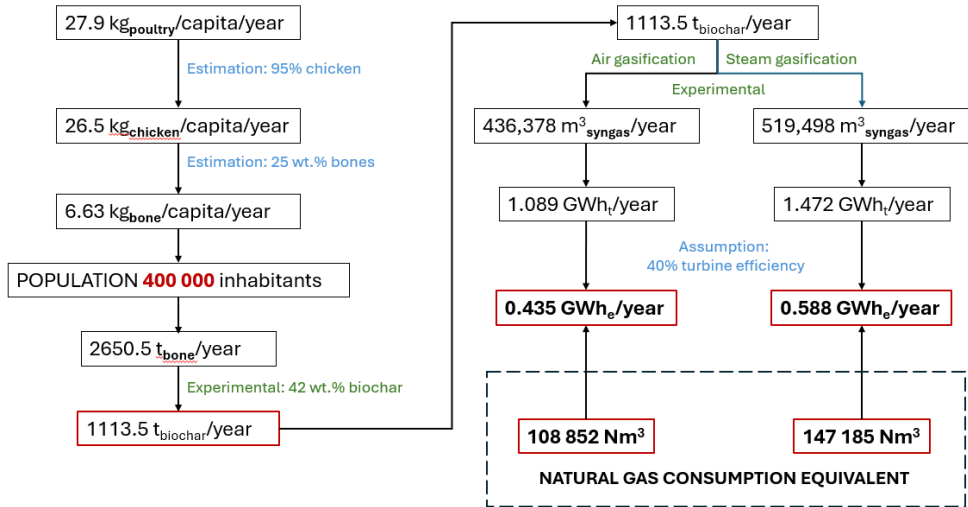 27.9 kgpoultry/capita/year
Estimation: 95% chicken
26.5 kgchicken/capita/year
Estimation: 25 wt.% bones
6.63 kgbone/capita/year
POPULATION 400 000 inhabitants
2650.5 tbone/year
Experimental: 42 wt.% biochar
1113.5 tbiochar/year
1113.5 tbiochar/year
Air gasification
Steam gasification
Experimental
436,378 m³syngas/year
519,498 m³syngas/year
1.089 GWht/year
1.472 GWht/year
Assumption:
40% turbine efficiency
0.435 GWhe/year
0.588 GWhe/year
108 852 Nm³
147 185 Nm³
NATURAL GAS CONSUMPTION EQUIVALENT